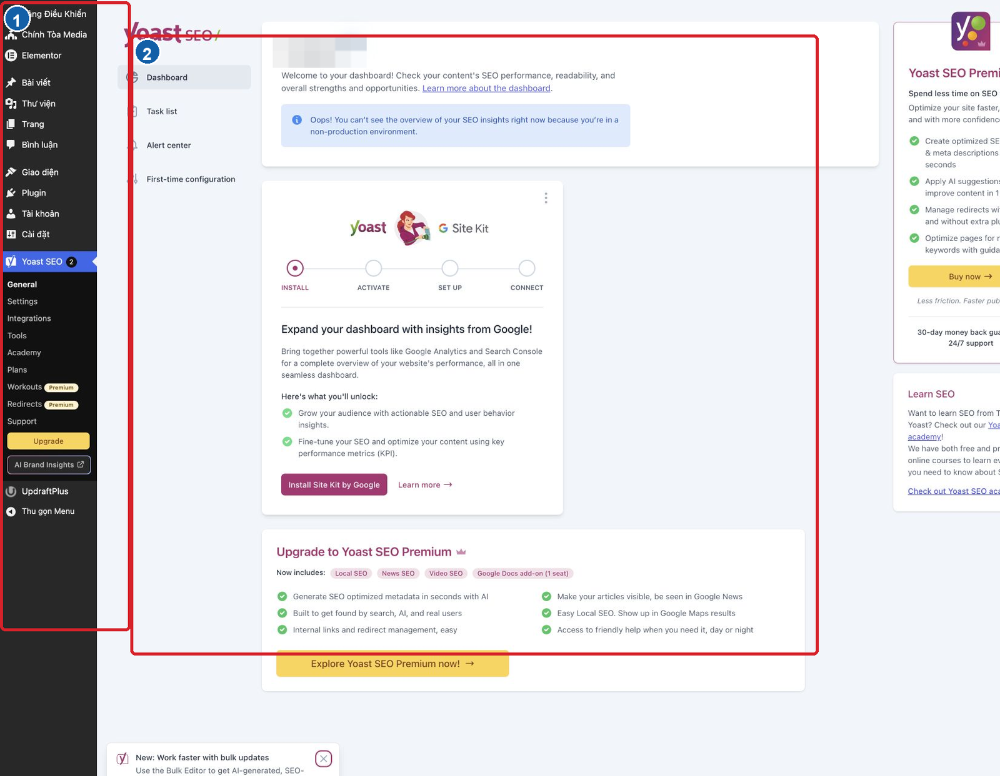 1
ng Điều Khiển
Chính Tòa Media
Elementor
Bài viết
Thư viện
Trang
Bình luận
Giao diện
Plugin
Tài khoản
Cài đặt
Yoast SEO 2
General
Settings
Integrations
Tools
Academy
Plans
Workouts Premium
Redirects Premium
Support
Upgrade
AI Brand Insights
UpdraftPlus
Thu gọn Menu
yoast SEO/
2
Dashboard
Task list
Alert center
First-time configuration
Welcome to your dashboard! Check your content's SEO performance, readability, and
overall strengths and opportunities. Learn more about the dashboard.
Oops! You can’t see the overview of your SEO insights right now because you’re in a
non-production environment.
yoast
G Site Kit
INSTALL
ACTIVATE
SET UP
CONNECT
Expand your dashboard with insights from Google!
Bring together powerful tools like Google Analytics and Search Console
for a complete overview of your website's performance, all in one
seamless dashboard.
Here's what you'll unlock:
Grow your audience with actionable SEO and user behavior
insights.
Fine-tune your SEO and optimize your content using key
performance metrics (KPI).
Install Site Kit by Google
Learn more →
Upgrade to Yoast SEO Premium
Now includes: Local SEO News SEO Video SEO Google Docs add-on (1 seat)
Generate SEO optimized metadata in seconds with AI
Built to get found by search, AI, and real users
Internal links and redirect management, easy
Make your articles visible, be seen in Google News
Easy Local SEO. Show up in Google Maps results
Access to friendly help when you need it, day or night
Explore Yoast SEO Premium now! →
New: Work faster with bulk updates
Use the Bulk Editor to get AI-generated, SEO-
y
Yoast SEO Premi
Spend less time on SEO
Optimize your site faster,
and with more confidence
Create optimized SE
& meta descriptions
seconds
Apply AI suggestions
improve content in 1
Manage redirects wi
and without extra plu
Optimize pages for
keywords with guida
Buy now →
Less friction. Faster pub
30-day money back gua
24/7 support
Learn SEO
Want to learn SEO from T
Yoast? Check out our Yoa
academy!
We have both free and pr
online courses to learn ev
you need to know about S
Check out Yoast SEO aca